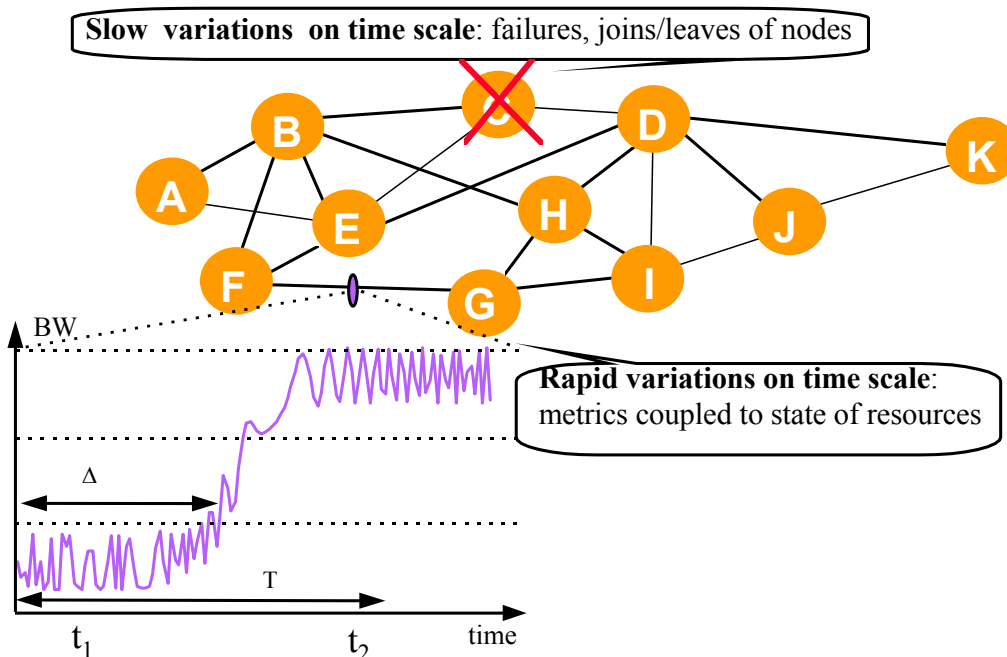 Slow variations on time scale: failures, joins/leaves of nodes
C
B
D
K
A
E
H
J
F
G
I
BW
Rapid variations on time scale:
metrics coupled to state of resources
Δ
T
t1
t2
time